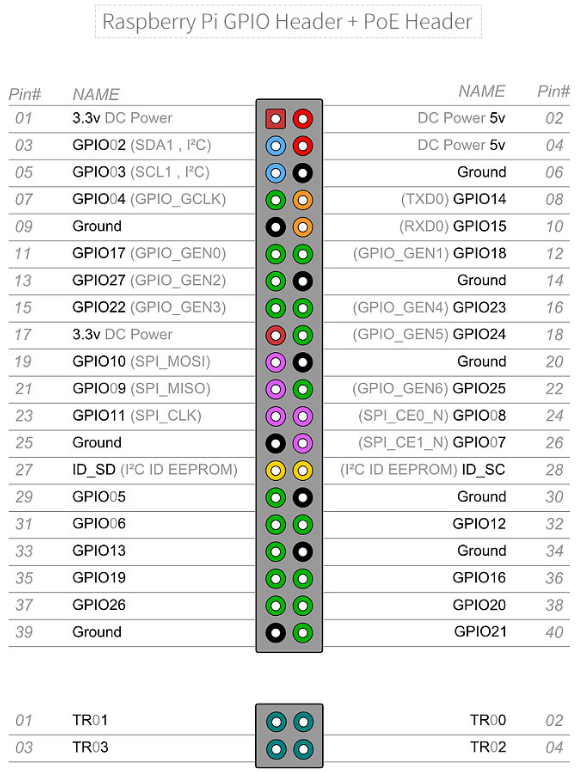 Raspberry Pi GPIO Header + PoE Header
Pin# NAME NAME Pin#
01 3.3v DC Power DC Power 5v 02
03 GPIO02 (SDA1 , I²C) DC Power 5v 04
05 GPIO03 (SCL1 , I²C) Ground 06
07 GPIO04 (GPIO_GCLK) (TXD0) GPIO14 08
09 Ground (RXD0) GPIO15 10
11 GPIO17 (GPIO_GEN0) (GPIO_GEN1) GPIO18 12
13 GPIO27 (GPIO_GEN2) Ground 14
15 GPIO22 (GPIO_GEN3) (GPIO_GEN4) GPIO23 16
17 3.3v DC Power (GPIO_GEN5) GPIO24 18
19 GPIO10 (SPI_MOSI) Ground 20
21 GPIO09 (SPI_MISO) (GPIO_GEN6) GPIO25 22
23 GPIO11 (SPI_CLK) (SPI_CE0_N) GPIO08 24
25 Ground (SPI_CE1_N) GPIO07 26
27 ID_SD (I²C ID EEPROM) (I²C ID EEPROM) ID_SC 28
29 GPIO05 Ground 30
31 GPIO06 GPIO12 32
33 GPIO13 Ground 34
35 GPIO19 GPIO16 36
37 GPIO26 GPIO20 38
39 Ground GPIO21 40
01 TR01 TR00 02
03 TR03 TR02 04